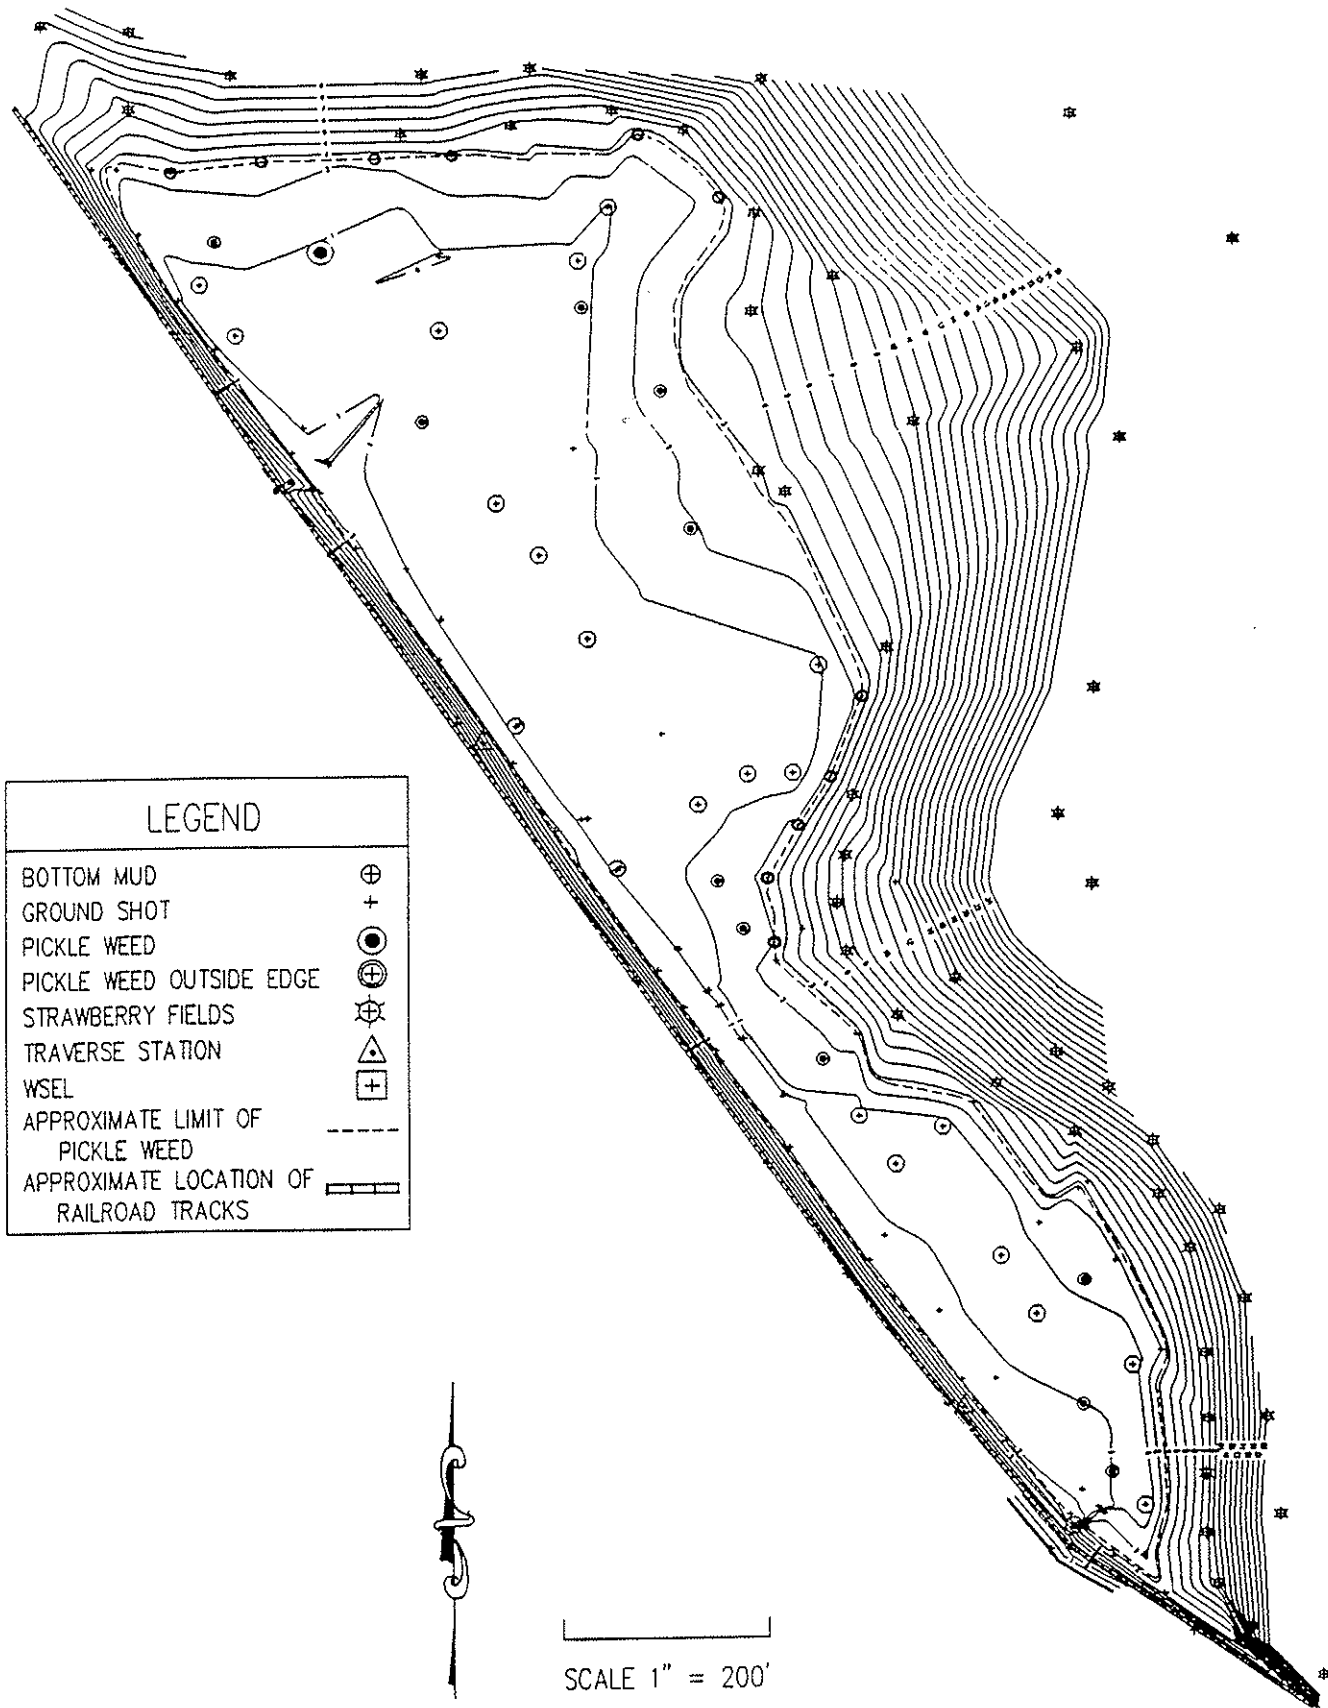 LEGEND
BOTTOM MUD
GROUND SHOT
PICKLE WEED
PICKLE WEED OUTSIDE EDGE
STRAWBERRY FIELDS
TRAVERSE STATION
WSEL
APPROXIMATE LIMIT OF
PICKLE WEED
APPROXIMATE LOCATION OF
RAILROAD TRACKS
SCALE 1" = 200'